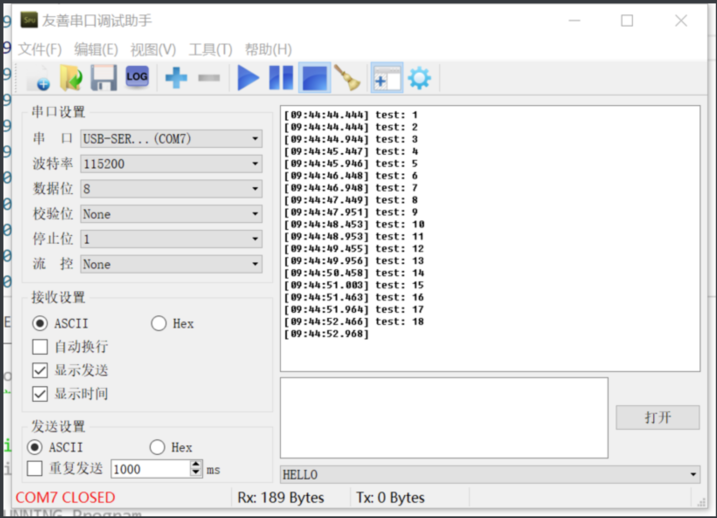 友善串口调试助手
文件(F) 编辑(E) 视图(V) 工具(T) 帮助(H)
LOG
串口设置
串 口 USB-SER...(COM7)
波特率 115200
数据位 8
校验位 None
停止位 1
流 控 None
接收设置
ASCII Hex
自动换行
显示发送
显示时间
发送设置
ASCII Hex
重复发送 1000 ms
[09:44:44.444] test: 1
[09:44:44.444] test: 2
[09:44:44.944] test: 3
[09:44:45.447] test: 4
[09:44:45.946] test: 5
[09:44:46.448] test: 6
[09:44:46.948] test: 7
[09:44:47.449] test: 8
[09:44:47.951] test: 9
[09:44:48.453] test: 10
[09:44:48.953] test: 11
[09:44:49.455] test: 12
[09:44:49.956] test: 13
[09:44:50.458] test: 14
[09:44:51.003] test: 15
[09:44:51.463] test: 16
[09:44:51.964] test: 17
[09:44:52.466] test: 18
[09:44:52.968]
打开
HELLO
COM7 CLOSED Rx: 189 Bytes Tx: 0 Bytes